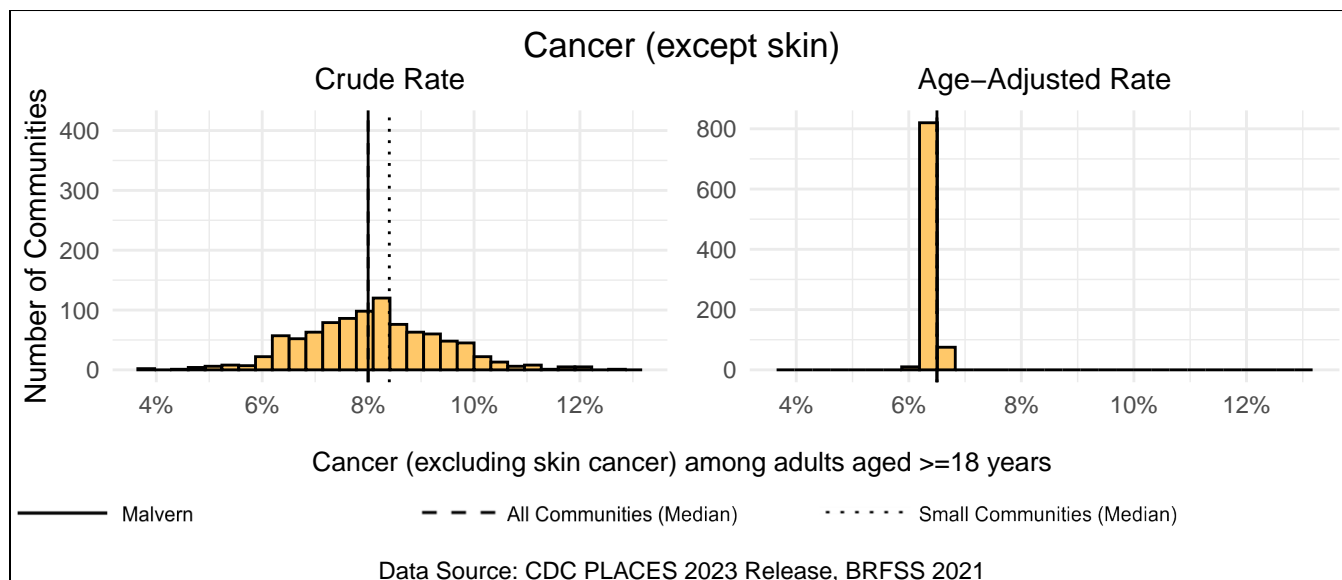 Cancer (except skin)
Crude Rate
Age−Adjusted Rate
Number of Communities
400
300
200
100
0
4%
6%
8%
10%
12%
800
600
400
200
0
4%
6%
8%
10%
12%
Cancer (excluding skin cancer) among adults aged >=18 years
Malvern
All Communities (Median)
Small Communities (Median)
Data Source: CDC PLACES 2023 Release, BRFSS 2021